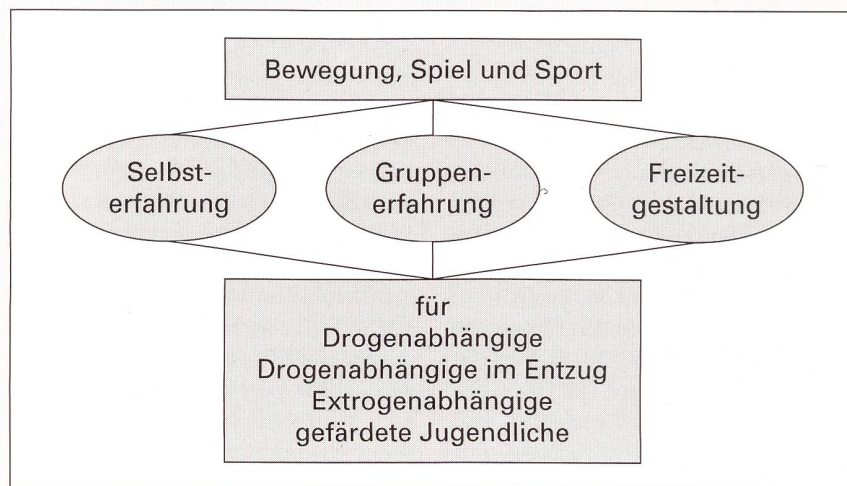 Bewegung, Spiel und Sport
Selbst-
erfahrung
Gruppen-
erfahrung
Freizeit-
gestaltung
für
Drogenabhängige
Drogenabhängige im Entzug
Extrogenabhängige
gefärdete Jugendliche